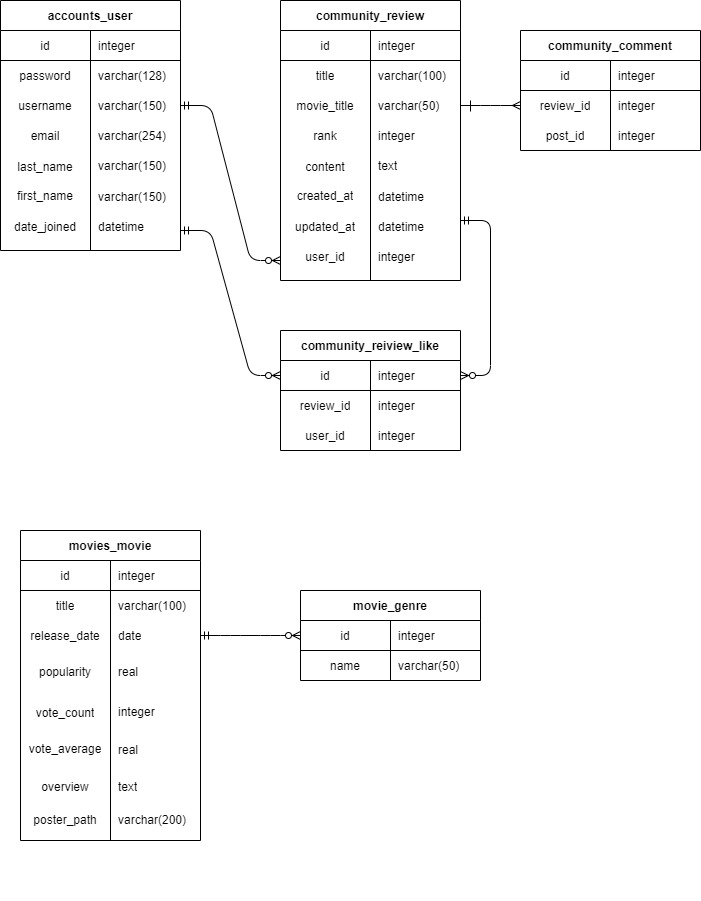 accounts_user
id integer
password varchar(128)
username varchar(150)
email varchar(254)
last_name varchar(150)
first_name varchar(150)
date_joined datetime
community_review
id integer
title varchar(100)
movie_title varchar(50)
rank integer
content text
created_at datetime
updated_at datetime
user_id integer
community_comment
id integer
review_id integer
post_id integer
community_reiview_like
id integer
review_id integer
user_id integer
movies_movie
id integer
title varchar(100)
release_date date
popularity real
vote_count integer
vote_average real
overview text
poster_path varchar(200)
movie_genre
id integer
name varchar(50)